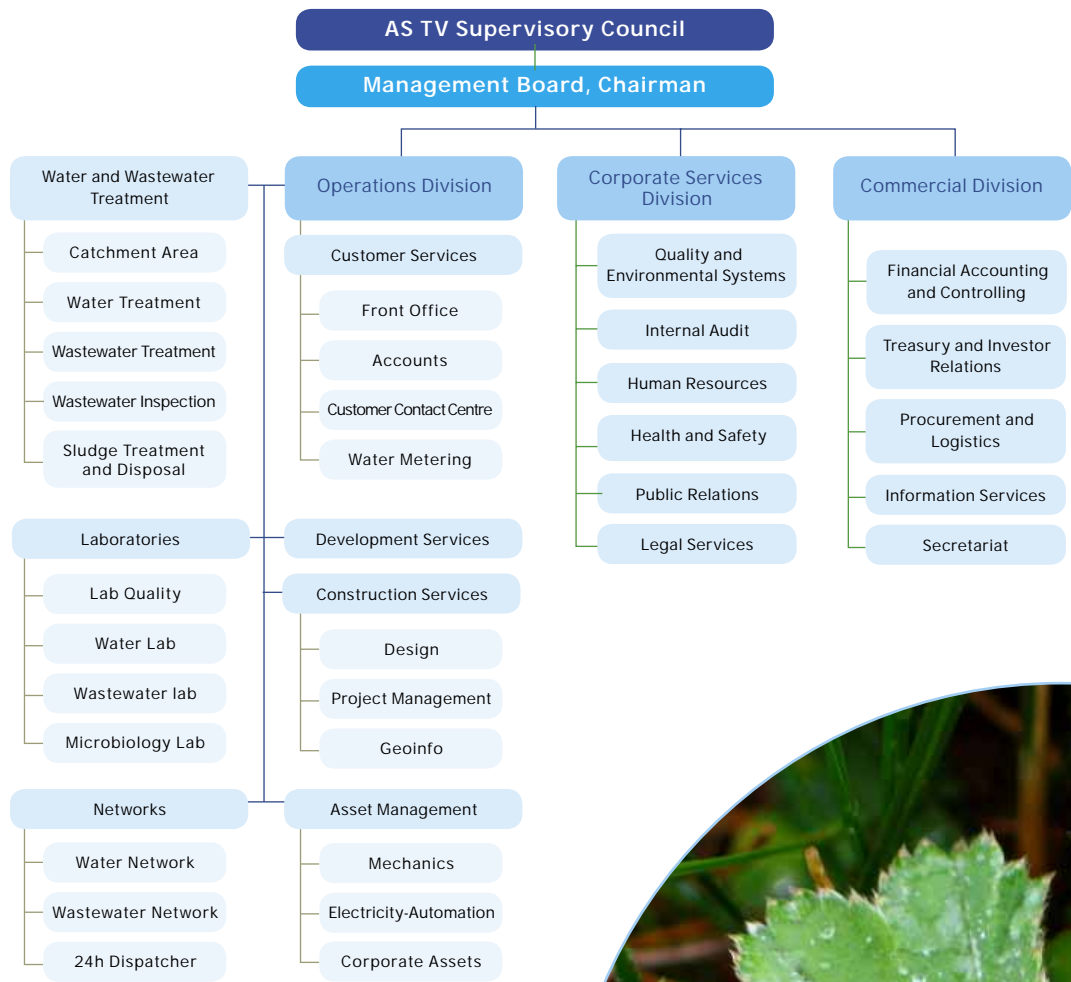 AS TV Supervisory Council
Management Board, Chairman
Water and Wastewater
Treatment
Catchment Area
Water Treatment
Wastewater Treatment
Wastewater Inspection
Sludge Treatment
and Disposal
Laboratories
Lab Quality
Water Lab
Wastewater lab
Microbiology Lab
Networks
Water Network
Wastewater Network
24h Dispatcher
Operations Division
Customer Services
Front Office
Accounts
Customer Contact Centre
Water Metering
Development Services
Construction Services
Design
Project Management
Geoinfo
Asset Management
Mechanics
Electricity-Automation
Corporate Assets
Corporate Services
Division
Quality and
Environmental Systems
Internal Audit
Human Resources
Health and Safety
Public Relations
Legal Services
Commercial Division
Financial Accounting
and Controlling
Treasury and Investor
Relations
Procurement and
Logistics
Information Services
Secretariat